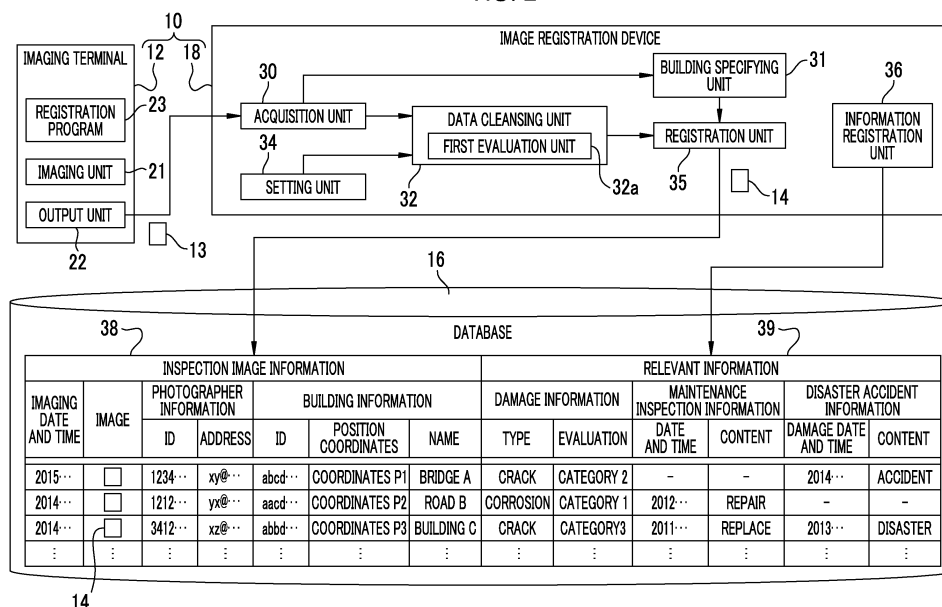 10
IMAGING TERMINAL
12
18
IMAGE REGISTRATION DEVICE
REGISTRATION PROGRAM
23
IMAGING UNIT
21
OUTPUT UNIT
22
13
30
ACQUISITION UNIT
34
SETTING UNIT
DATA CLEANSING UNIT
FIRST EVALUATION UNIT
32
32a
BUILDING SPECIFYING UNIT
31
REGISTRATION UNIT
35
14
36
INFORMATION REGISTRATION UNIT
16
DATABASE
38
39
INSPECTION IMAGE INFORMATION RELEVANT INFORMATION
IMAGING DATE AND TIME IMAGE PHOTOGRAPHER INFORMATION BUILDING INFORMATION DAMAGE INFORMATION MAINTENANCE INSPECTION INFORMATION DISASTER ACCIDENT INFORMATION
ID ADDRESS ID POSITION COORDINATES NAME TYPE EVALUATION DATE AND TIME CONTENT DAMAGE DATE AND TIME CONTENT
2015··· 1234··· xy@··· abcd··· COORDINATES P1 BRIDGE A CRACK CATEGORY 2 - - 2014··· ACCIDENT
2014··· 1212··· yx@··· aacd··· COORDINATES P2 ROAD B CORROSION CATEGORY 1 2012··· REPAIR - -
2014··· 3412··· xz@··· abbd··· COORDINATES P3 BUILDING C CRACK CATEGORY3 2011··· REPLACE 2013··· DISASTER
⋮ ⋮ ⋮ ⋮ ⋮ ⋮ ⋮ ⋮ ⋮ ⋮ ⋮ ⋮ ⋮
14